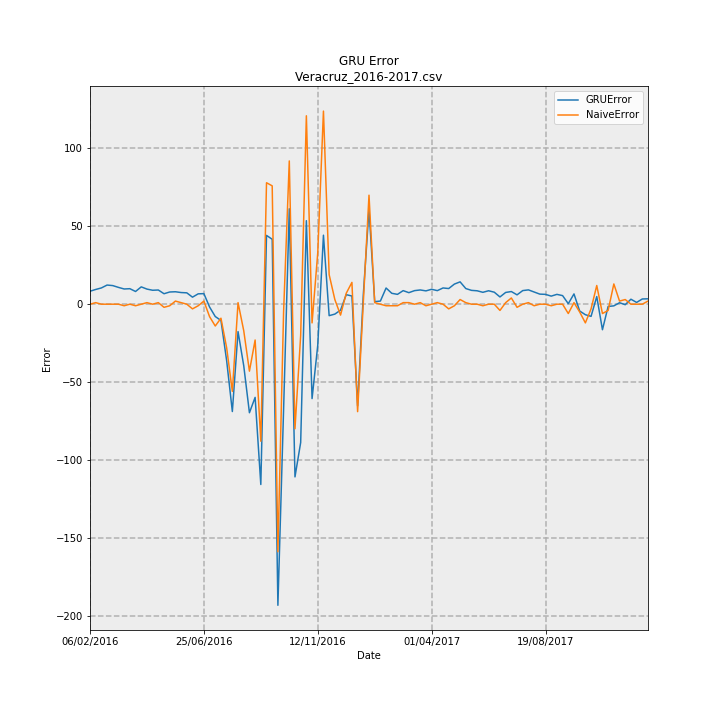 GRU Error
Veracruz_2016-2017.csv
GRUError
NaiveError
100
50
0
−50
−100
−150
−200
Error
06/02/2016
25/06/2016
12/11/2016
01/04/2017
19/08/2017
Date